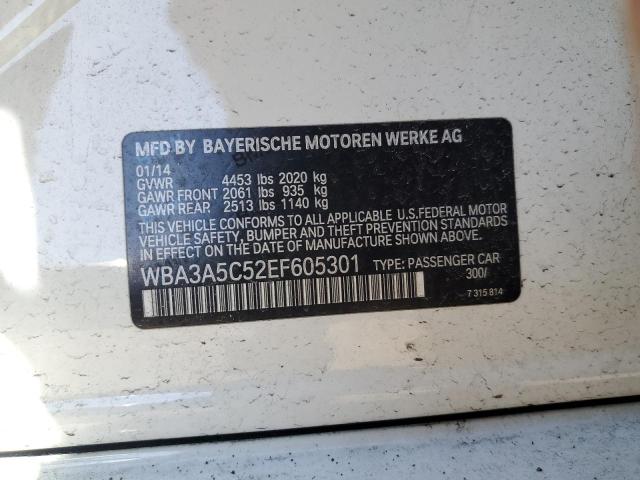 MFD BY BAYERISCHE MOTOREN WERKE AG
01/14
GVWR 4453 lbs 2020 kg
GAWR FRONT 2061 lbs 935 kg
GAWR REAR 2513 lbs 1140 kg
THIS VEHICLE CONFORMS TO ALL APPLICABLE U.S.FEDERAL MOTOR
VEHICLE SAFETY, BUMPER AND THEFT PREVENTION STANDARDS
IN EFFECT ON THE DATE OF MANUFACTURE SHOWN ABOVE.
WBA3A5C52EF605301 TYPE: PASSENGER CAR
300/
7 315 814